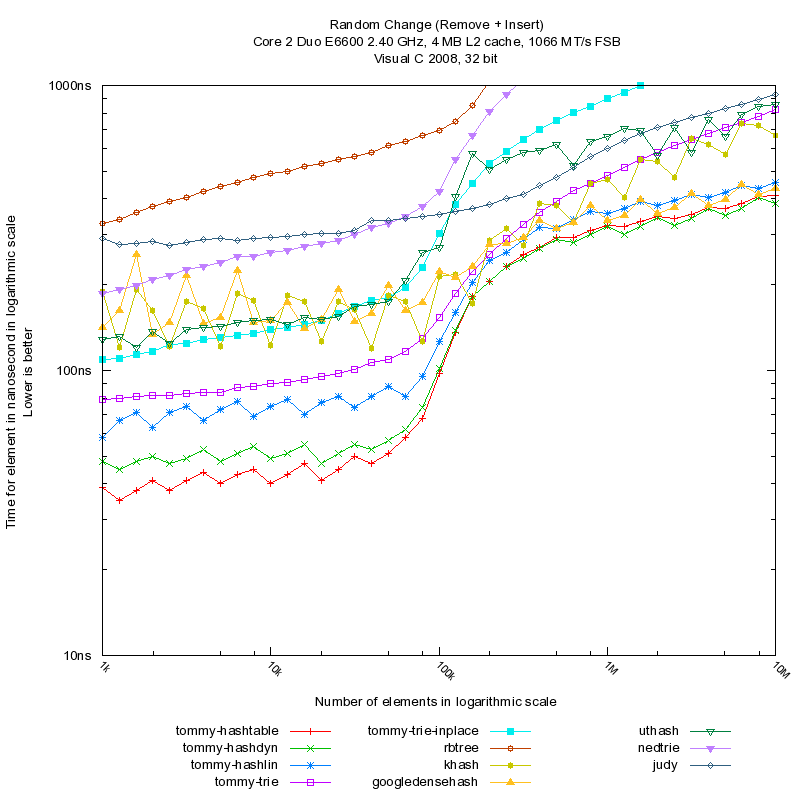 Random Change (Remove + Insert)
Core 2 Duo E6600 2.40 GHz, 4 MB L2 cache, 1066 MT/s FSB
Visual C 2008, 32 bit
1000ns
100ns
10ns
Time for element in nanosecond in logarithmic scale
Lower is better
1k
10k
100k
1M
10M
Number of elements in logarithmic scale
tommy-hashtable
tommy-hashdyn
tommy-hashlin
tommy-trie
tommy-trie-inplace
rbtree
khash
googledensehash
uthash
nedtrie
judy